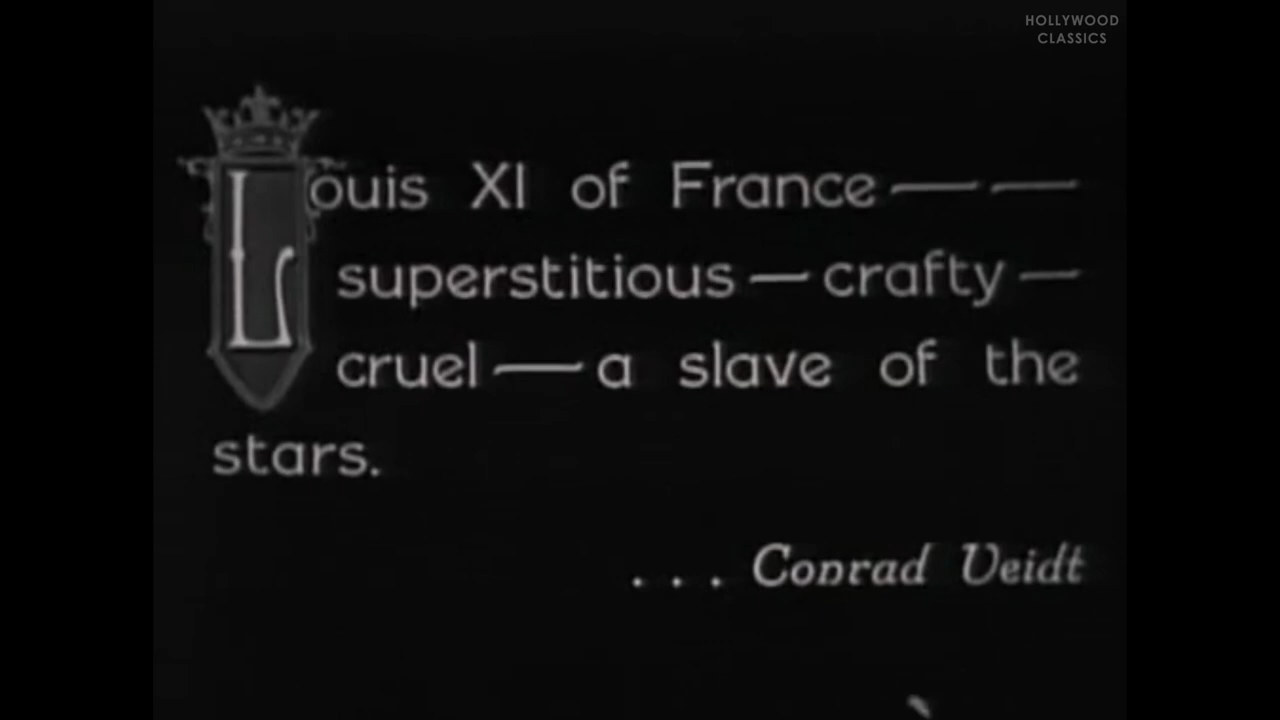 HOLLYWOOD
CLASSICS
Louis XI of France — —
superstitious — crafty —
cruel — a slave of the
stars.
. . . Conrad Veidt